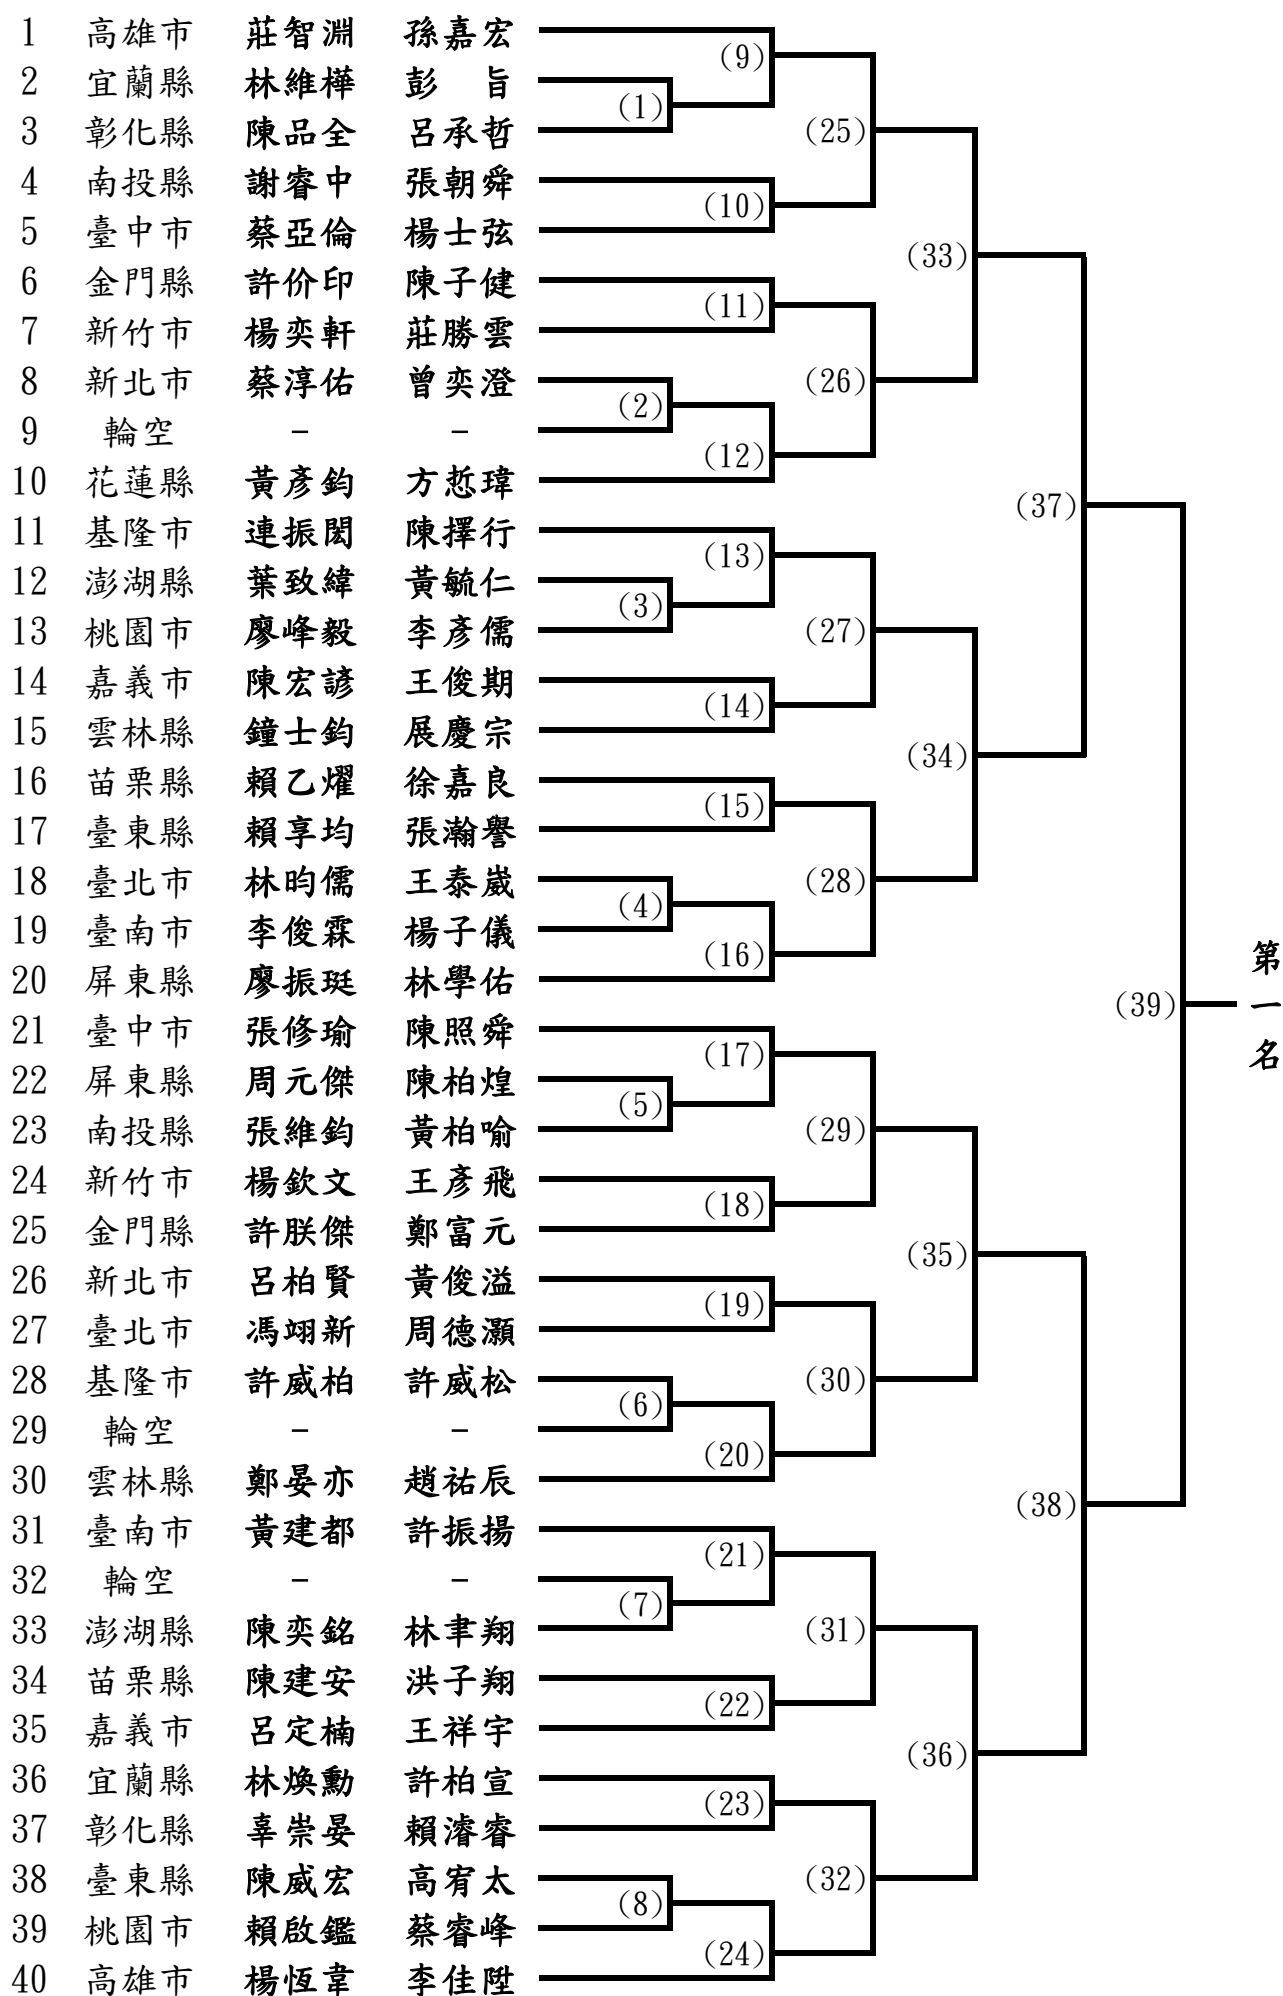 1 高雄市 莊智淵 孫嘉宏
(9)
2 宜蘭縣 林維樺 彭 旨
(1)
3 彰化縣 陳品全 呂承哲
(25)
4 南投縣 謝睿中 張朝舜
(10)
5 臺中市 蔡亞倫 楊士弦
(33)
6 金門縣 許价印 陳子健
(11)
7 新竹市 楊奕軒 莊勝雲
8 新北市 蔡淳佑 曾奕澄
(26)
(2)
9 輪空 - -
(12)
10 花蓮縣 黃彥鈞 方悊瑋
(37)
11 基隆市 連振閎 陳擇行
(13)
12 澎湖縣 葉致緯 黃毓仁
(3)
13 桃園市 廖峰毅 李彥儒
(27)
14 嘉義市 陳宏諺 王俊期
(14)
15 雲林縣 鐘士鈞 展慶宗
(34)
16 苗栗縣 賴乙燿 徐嘉良
(15)
17 臺東縣 賴享均 張瀚譽
18 臺北市 林昀儒 王泰崴
(28)
(4)
19 臺南市 李俊霖 楊子儀
(16)
20 屏東縣 廖振珽 林學佑
(39)
第一名
21 臺中市 張修瑜 陳照舜
(17)
22 屏東縣 周元傑 陳柏煌
(5)
23 南投縣 張維鈞 黃柏喻
(29)
24 新竹市 楊欽文 王彥飛
(18)
25 金門縣 許朕傑 鄭富元
(35)
26 新北市 呂柏賢 黃俊溢
(19)
27 臺北市 馮翊新 周德灝
28 基隆市 許威柏 許威松
(30)
(6)
29 輪空 - -
(20)
30 雲林縣 鄭晏亦 趙祐辰
(38)
31 臺南市 黃建都 許振揚
(21)
32 輪空 - -
(7)
33 澎湖縣 陳奕銘 林聿翔
(31)
34 苗栗縣 陳建安 洪子翔
(22)
35 嘉義市 呂定楠 王祥宇
(36)
36 宜蘭縣 林煥勳 許柏宣
(23)
37 彰化縣 辜崇晏 賴濬睿
38 臺東縣 陳威宏 高宥太
(32)
(8)
39 桃園市 賴啟鑑 蔡睿峰
(24)
40 高雄市 楊恆韋 李佳陞